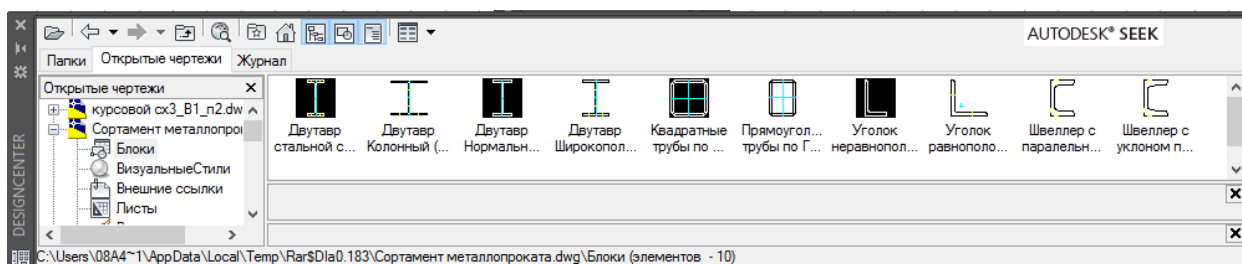 AUTODESK® SEEK
Папки Открытые чертежи Журнал
Открытые чертежи
курсовой сх3_В1_п2.dw
Сортамент металлопро
Блоки
ВизуальныеСтили
Внешние ссылки
Листы
Двутавр стальной с...
Двутавр Колонный (...
Двутавр Нормальн...
Двутавр Широкопол...
Квадратные трубы по ...
Прямоугол... трубы по Г...
Уголок неравнопол...
Уголок равнополо...
Швеллер с паралельн...
Швеллер с уклоном п...
DESIGNCENTER
C:\Users\08A4~1\AppData\Local\Temp\Rar$DIa0.183\Сортамент металлопроката.dwg\Блоки (элементов - 10)